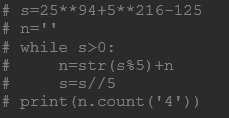 # s=25**94+5**216-125
# n=''
# while s>0:
#     n=str(s%5)+n
#     s=s//5
# print(n.count('4'))